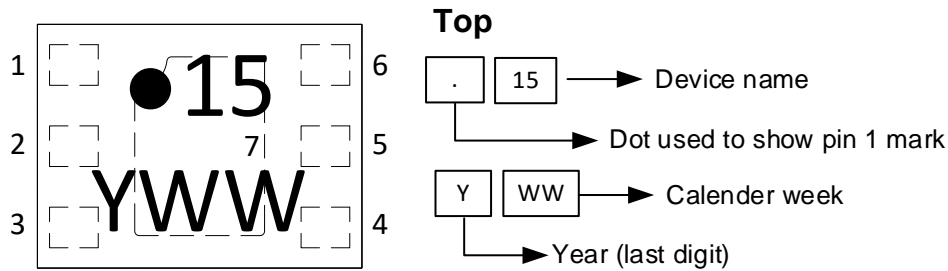 Top
1 ●15 6
. 15 Device name
2 7 5
Dot used to show pin 1 mark
3 YWW 4
Y WW Calender week
Year (last digit)